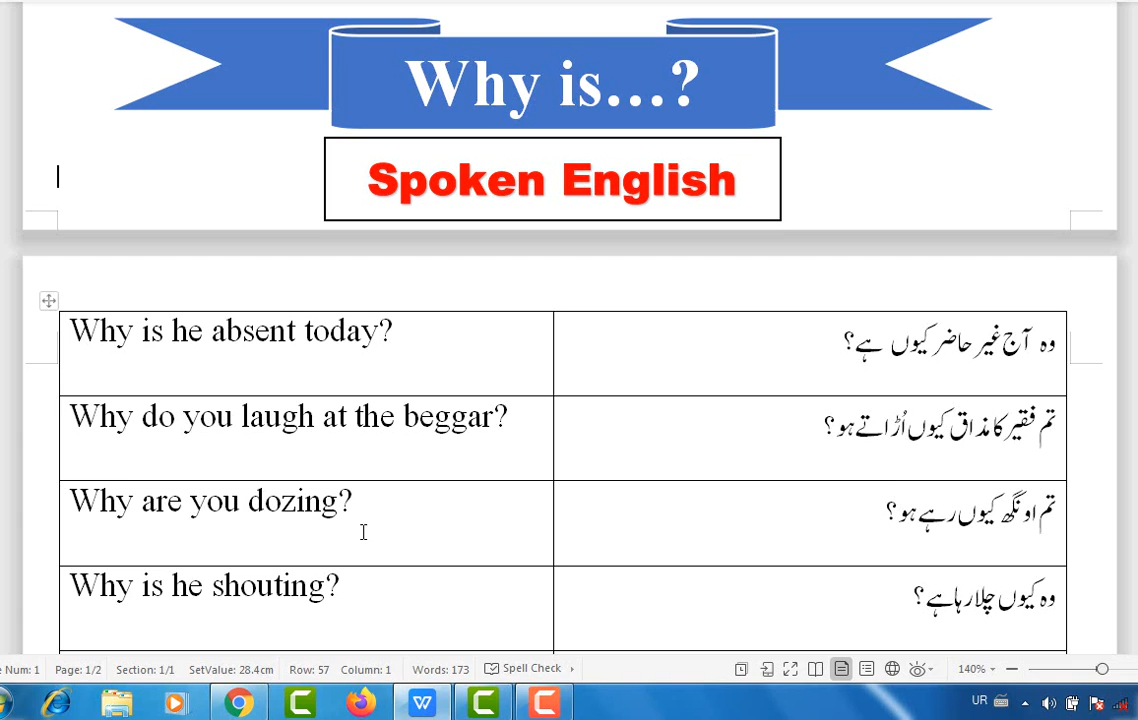 Why is...?
Spoken English
Why is he absent today?
وہ آج غیر حاضر کیوں ہے؟
Why do you laugh at the beggar?
تم فقیر کا مذاق کیوں اُڑاتے ہو؟
Why are you dozing?
تم اونگھ کیوں رہے ہو؟
Why is he shouting?
وہ کیوں چلا رہا ہے؟
e Num: 1 Page: 1/2 Section: 1/1 SetValue: 28.4cm Row: 57 Column: 1 Words: 173 Spell Check 140%
UR